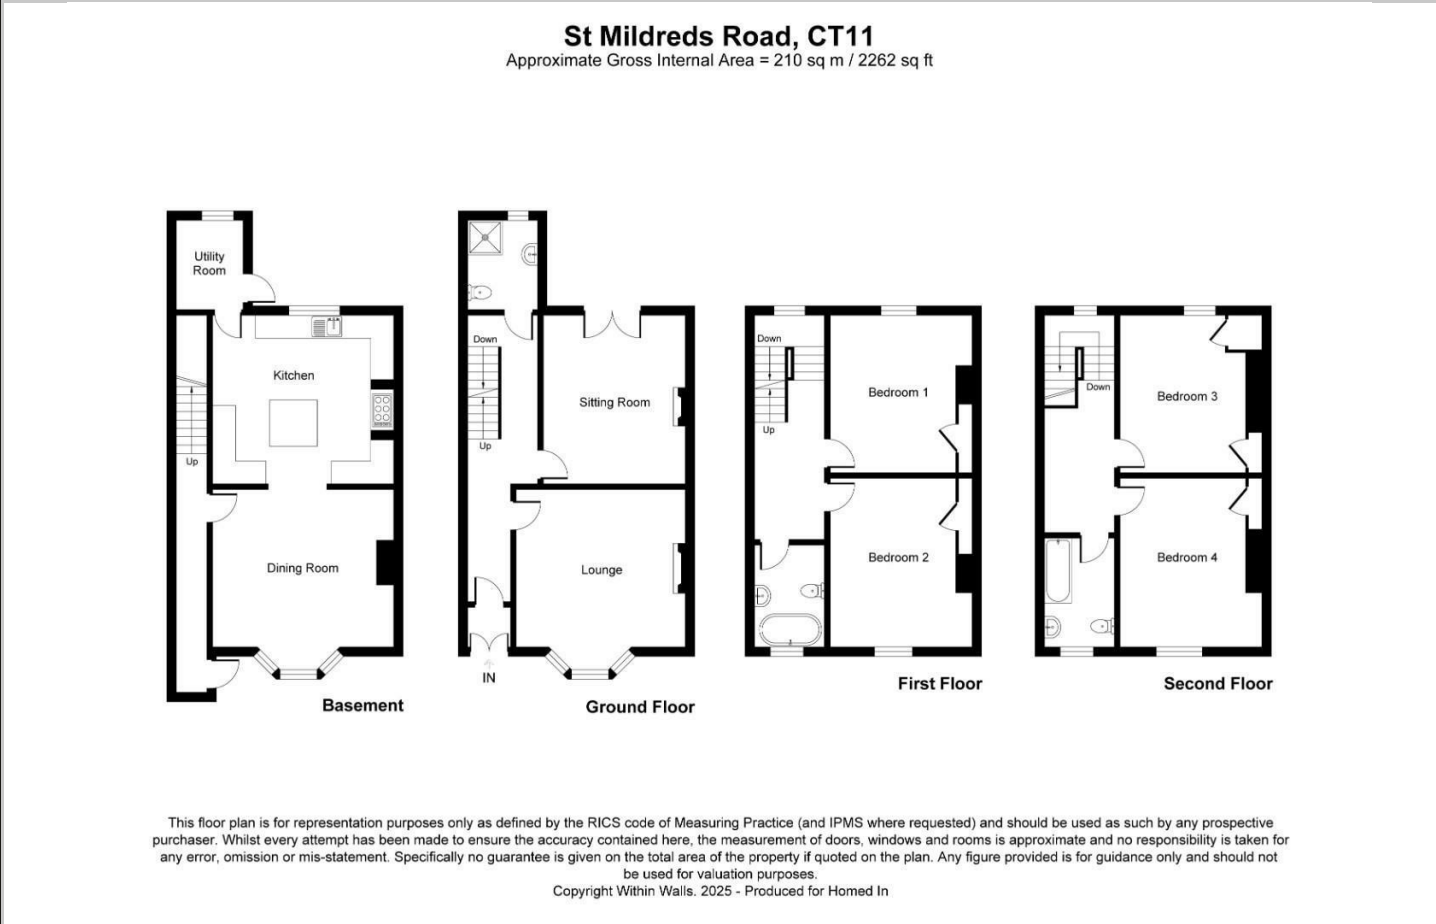 St Mildreds Road, CT11
Approximate Gross Internal Area = 210 sq m / 2262 sq ft
Utility
Room
Kitchen
Up
Dining Room
Basement
Down
Sitting Room
Up
Lounge
IN
Ground Floor
Down
Bedroom 1
Up
Bedroom 2
First Floor
Down
Bedroom 3
Bedroom 4
Second Floor
This floor plan is for representation purposes only as defined by the RICS code of Measuring Practice (and IPMS where requested) and should be used as such by any prospective
purchaser. Whilst every attempt has been made to ensure the accuracy contained here, the measurement of doors, windows and rooms is approximate and no responsibility is taken for
any error, omission or mis-statement. Specifically no guarantee is given on the total area of the property if quoted on the plan. Any figure provided is for guidance only and should not
be used for valuation purposes.
Copyright Within Walls. 2025 - Produced for Homed In